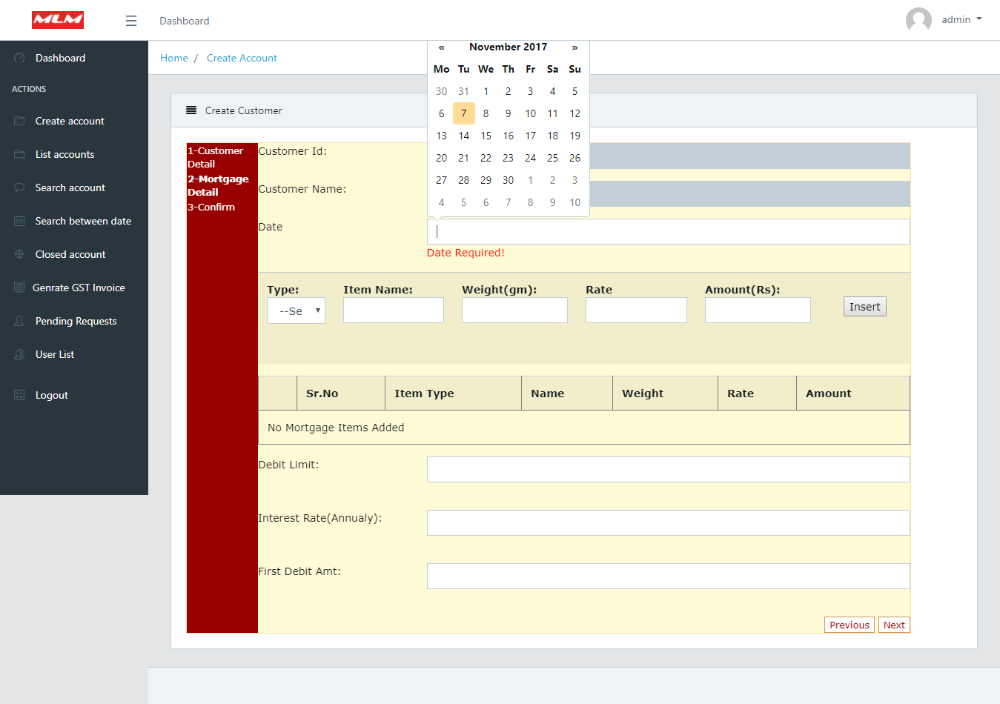 MLM
☰ Dashboard
admin
Dashboard
ACTIONS
Create account
List accounts
Search account
Search between date
Closed account
Genrate GST Invoice
Pending Requests
User List
Logout
Home / Create Account
Create Customer
« November 2017 »
Mo Tu We Th Fr Sa Su
30 31 1 2 3 4 5
6 7 8 9 10 11 12
13 14 15 16 17 18 19
20 21 22 23 24 25 26
27 28 29 30 1 2 3
4 5 6 7 8 9 10
1-Customer
Detail
2-Mortgage
Detail
3-Confirm
Customer Id:
Customer Name:
Date
Date Required!
Type: Item Name: Weight(gm): Rate Amount(Rs):
--Se
Insert
Sr.No Item Type Name Weight Rate Amount
No Mortgage Items Added
Debit Limit:
Interest Rate(Annualy):
First Debit Amt:
Previous Next